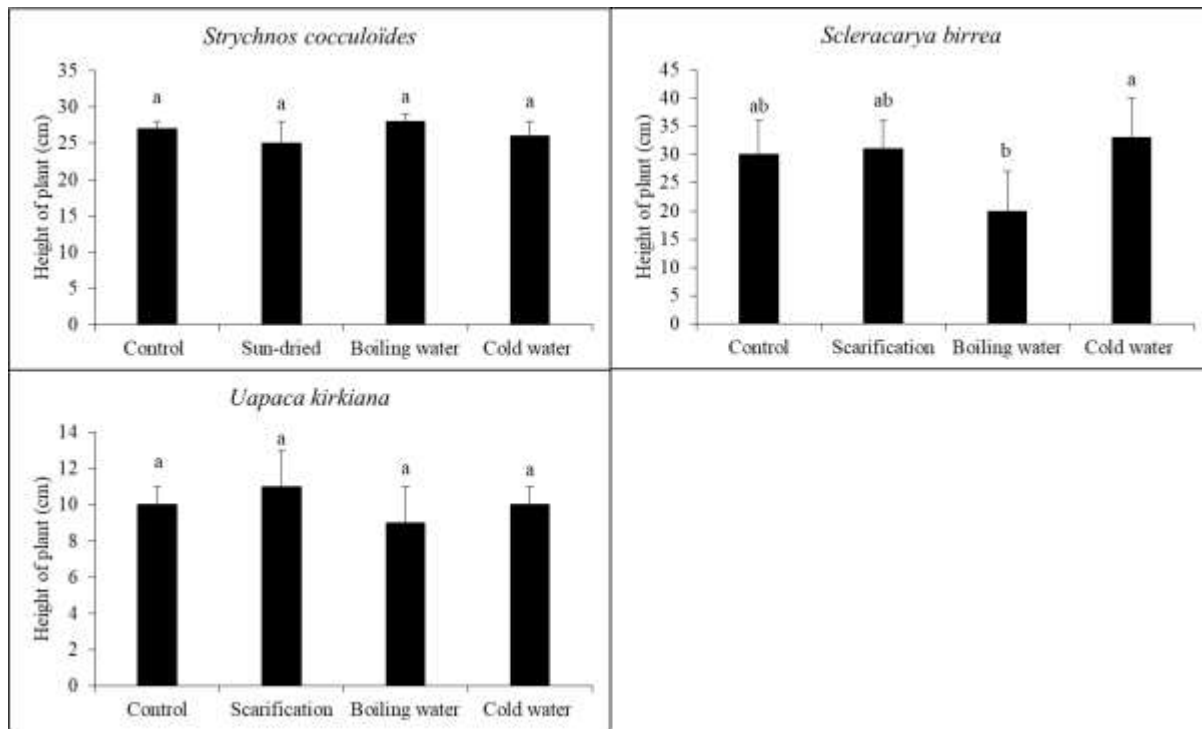 Strychnos cocculoïdes
Height of plant (cm)
35
30
25
20
15
10
5
0
a
a
a
a
Control Sun-dried Boiling water Cold water
Scleracarya birrea
Height of plant (cm)
45
40
35
30
25
20
15
10
5
0
ab
ab
b
a
Control Scarification Boiling water Cold water
Uapaca kirkiana
Height of plant (cm)
14
12
10
8
6
4
2
0
a
a
a
a
Control Scarification Boiling water Cold water